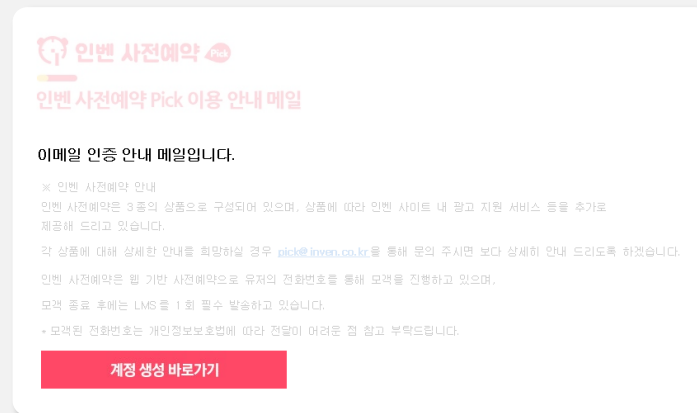 인벤 사전예약 Pick
인벤 사전예약 Pick 이용 안내 메일
이메일 인증 안내 메일입니다.
※ 인벤 사전예약 안내
인벤 사전예약은 3종의 상품으로 구성되어 있으며, 상품에 따라 인벤 사이트 내 광고 지원 서비스 등을 추가로
제공해 드리고 있습니다.
각 상품에 대해 상세한 안내를 희망하실 경우 pick@inven.co.kr을 통해 문의 주시면 보다 상세히 안내 드리도록 하겠습니다.
인벤 사전예약은 웹 기반 사전예약으로 유저의 전화번호를 통해 모객을 진행하고 있으며,
모객 종료 후에는 LMS를 1회 필수 발송하고 있습니다.
* 모객된 전화번호는 개인정보보호법에 따라 전달이 어려운 점 참고 부탁드립니다.
계정 생성 바로가기